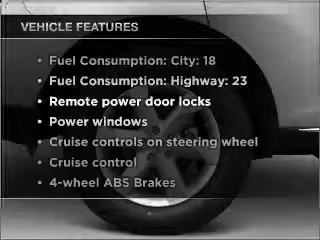 VEHICLE FEATURES
• Fuel Consumption: City: 18
• Fuel Consumption: Highway: 23
• Remote power door locks
• Power windows
• Cruise controls on steering wheel
• Cruise control
• 4-wheel ABS Brakes